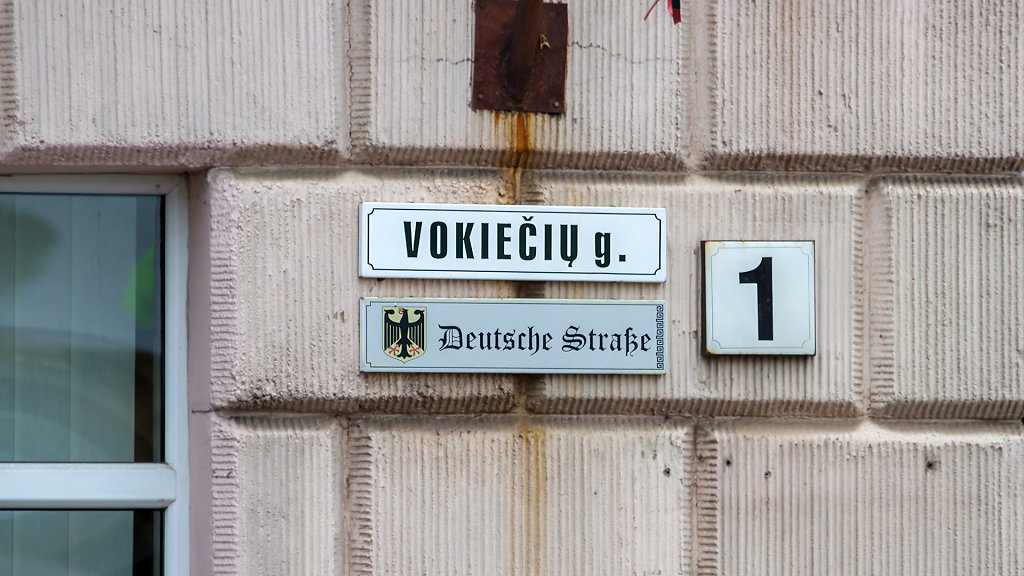 VOKIEČIŲ g.
Deutsche Straße
1